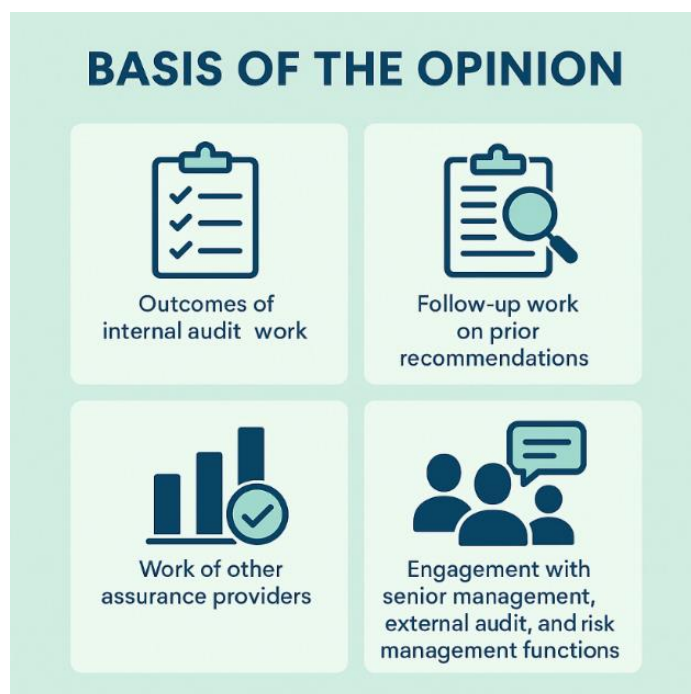 BASIS OF THE OPINION
Outcomes of
internal audit work
Follow-up work
on prior
recommendations
Work of other
assurance providers
Engagement with
senior management,
external audit, and risk
management functions